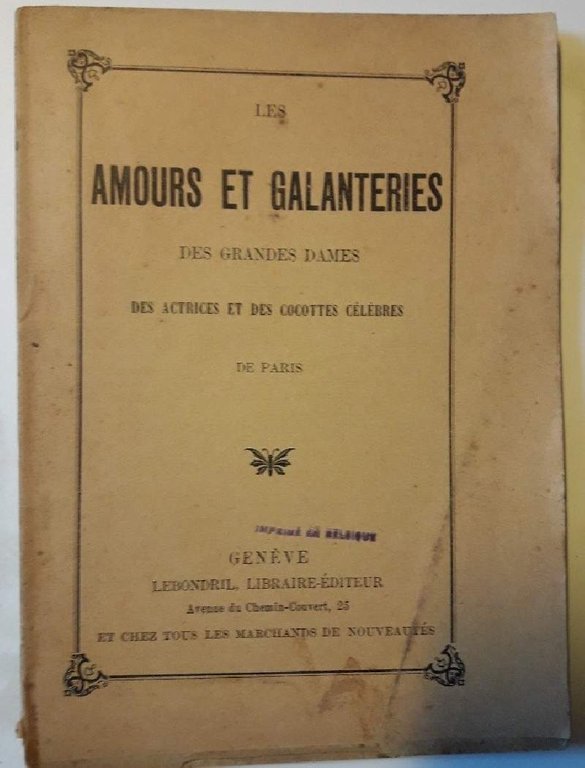 LES
AMOURS ET GALANTERIES
DES GRANDES DAMES
DES ACTRICES ET DES COCOTTES CÉLÈBRES
DE PARIS
IMPRIMÉ EN BELGIQUE
GENÈVE
LEBONDRIL, LIBRAIRE-ÉDITEUR
Avenue du Chemin-Couvert, 25
ET CHEZ TOUS LES MARCHANDS DE NOUVEAUTÉS